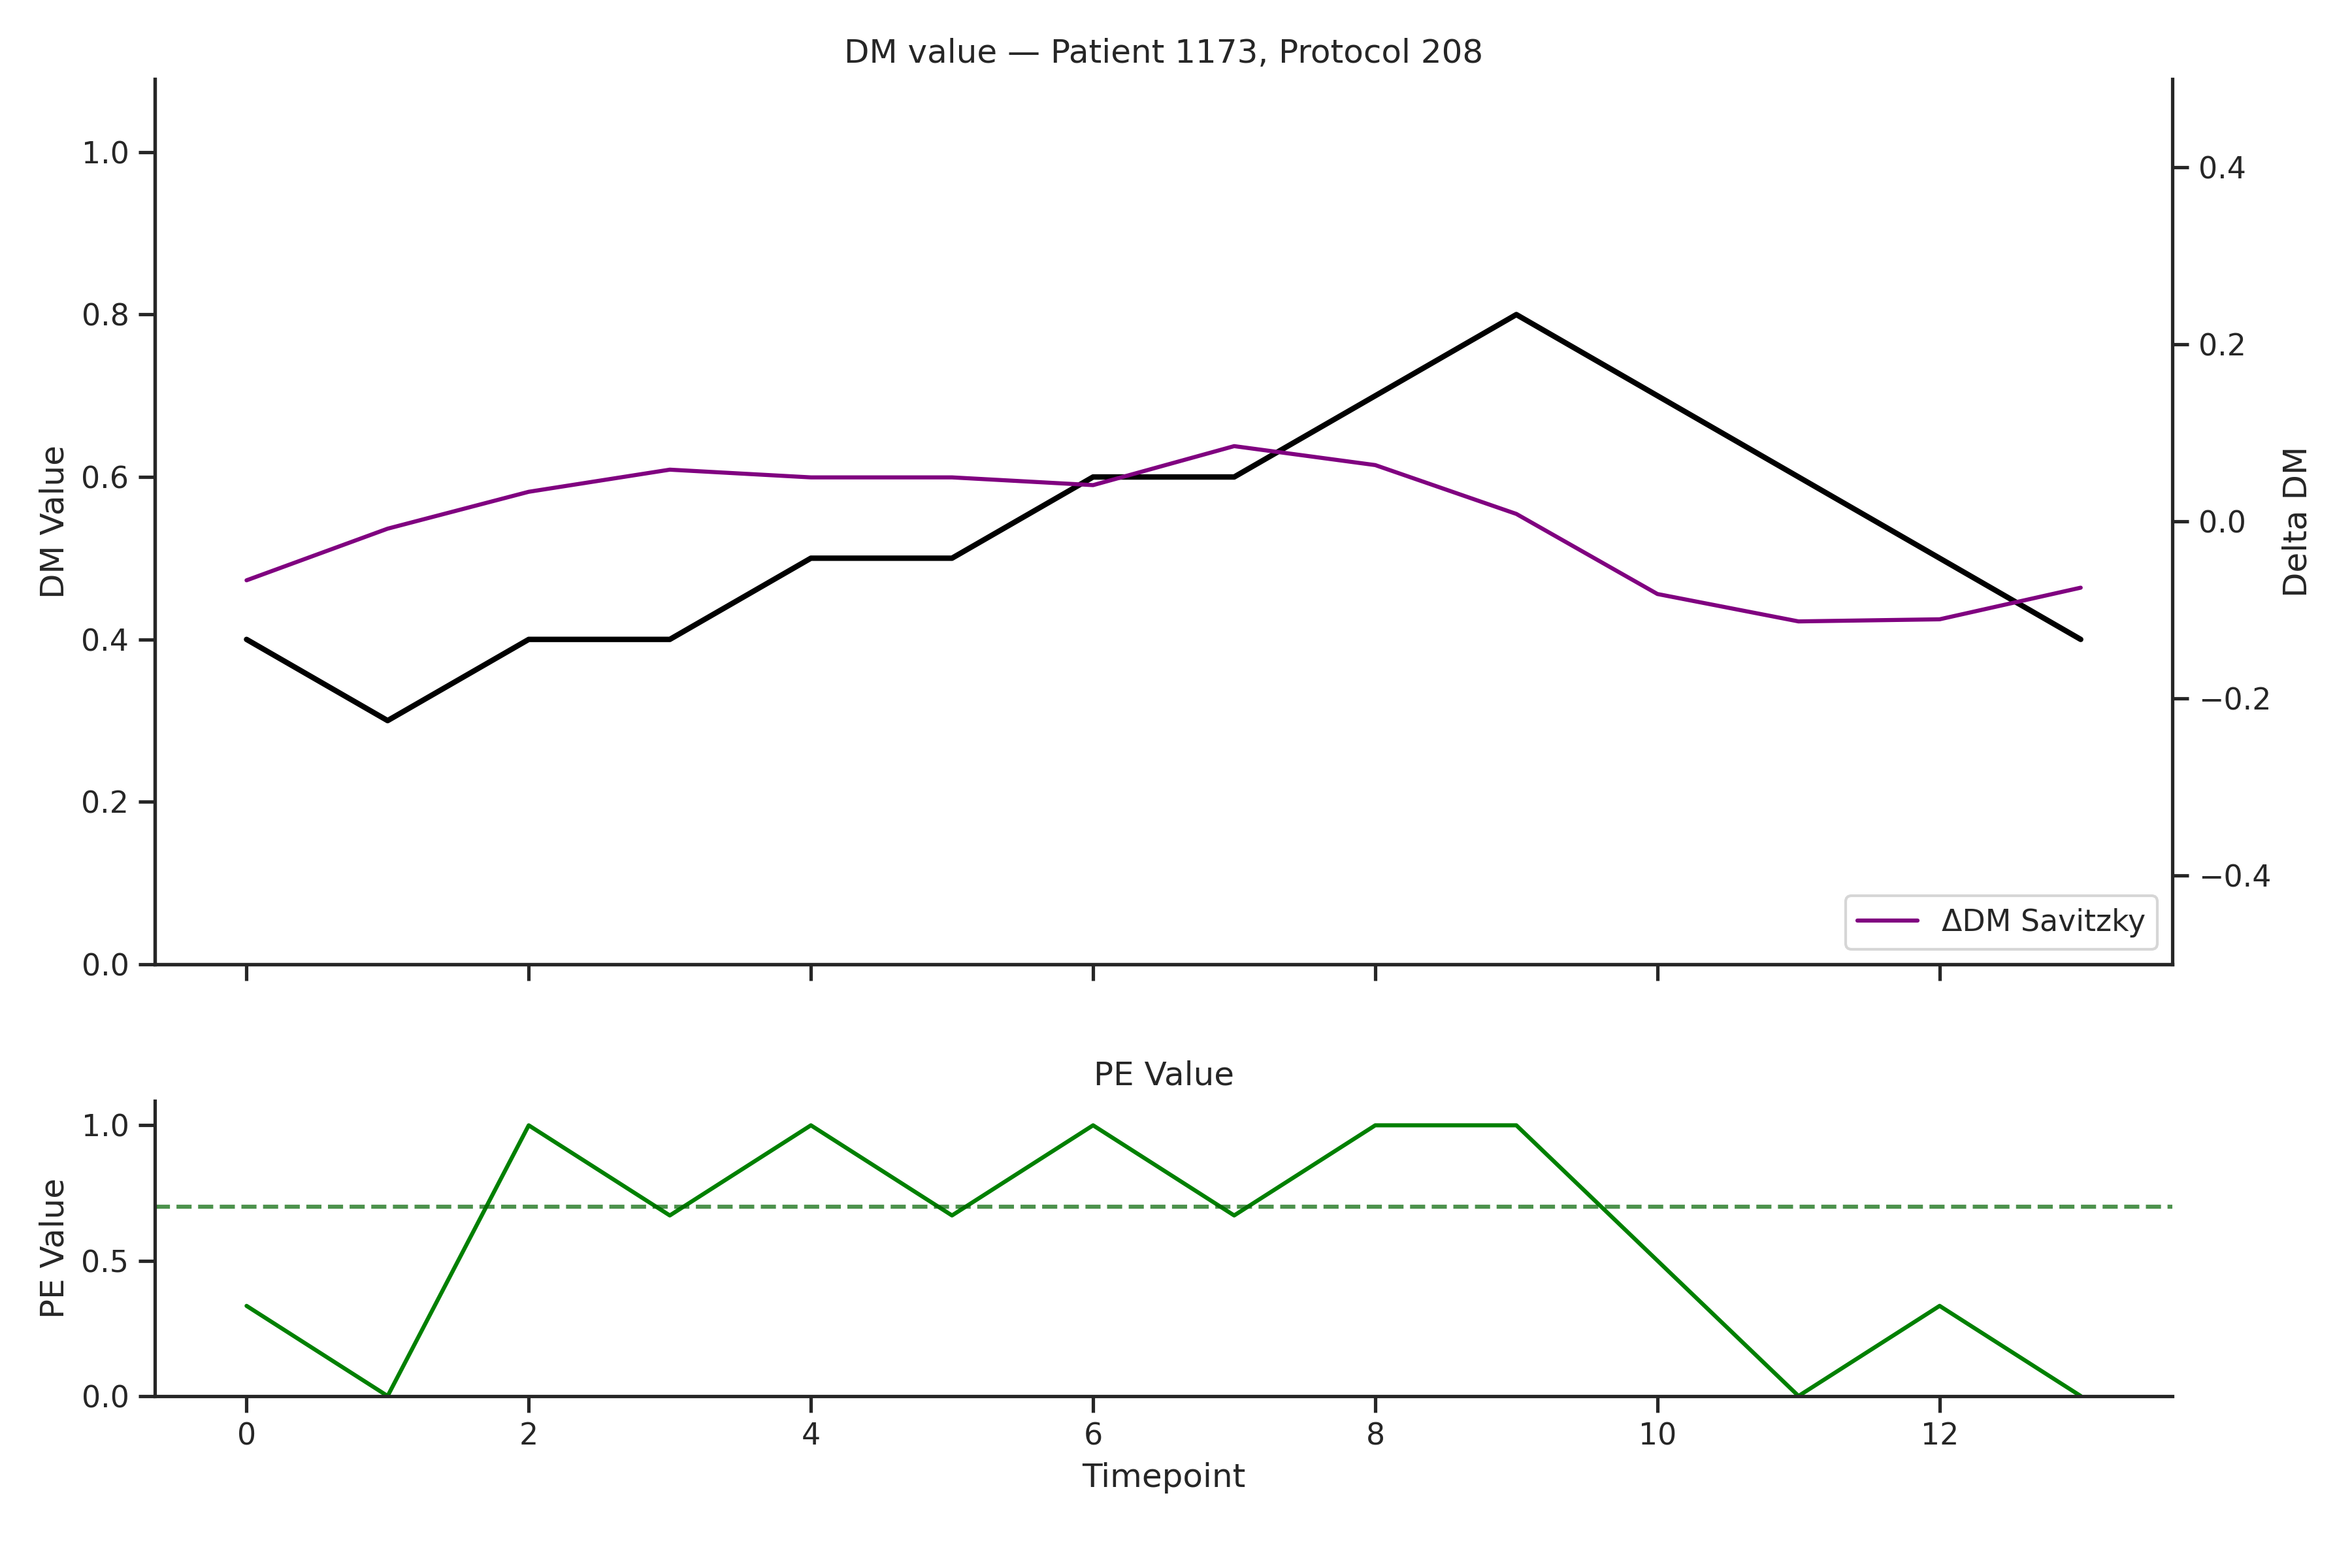 DM value — Patient 1173, Protocol 208
1.0
0.8
0.6
0.4
0.2
0.0
DM Value
0.4
0.2
0.0
−0.2
−0.4
Delta DM
ΔDM Savitzky
PE Value
1.0
0.5
0.0
PE Value
0 2 4 6 8 10 12
Timepoint